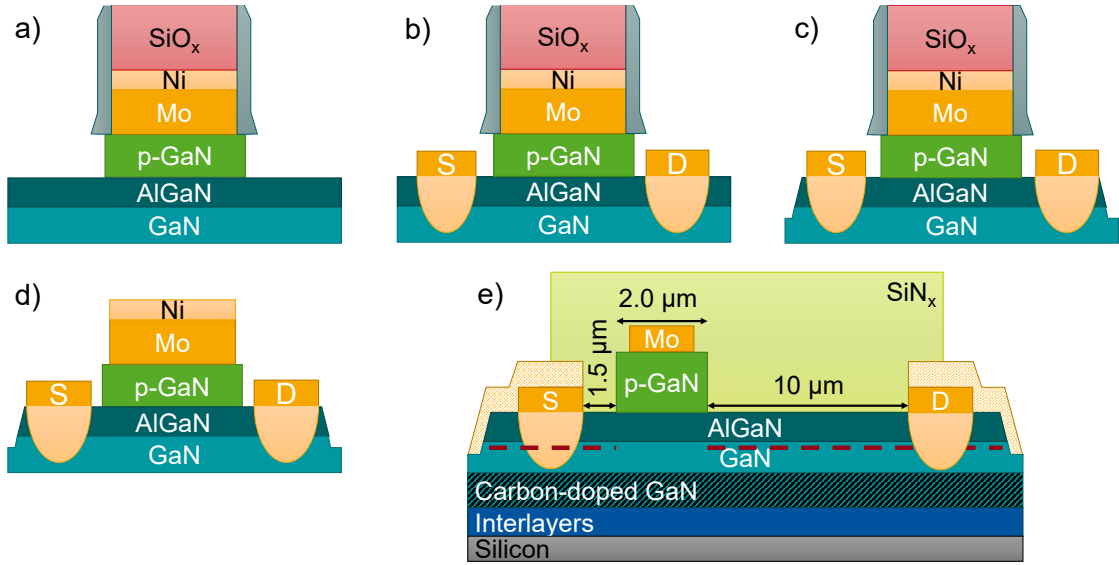 a)
SiOx
Ni
Mo
p-GaN
AlGaN
GaN
b)
SiOx
Ni
Mo
S
p-GaN
D
AlGaN
GaN
c)
SiOx
Ni
Mo
S
p-GaN
D
AlGaN
GaN
d)
Ni
Mo
S
p-GaN
D
AlGaN
GaN
e)
SiNx
2.0 µm
Mo
1.5 µm
p-GaN
10 µm
S
D
AlGaN
GaN
Carbon-doped GaN
Interlayers
Silicon